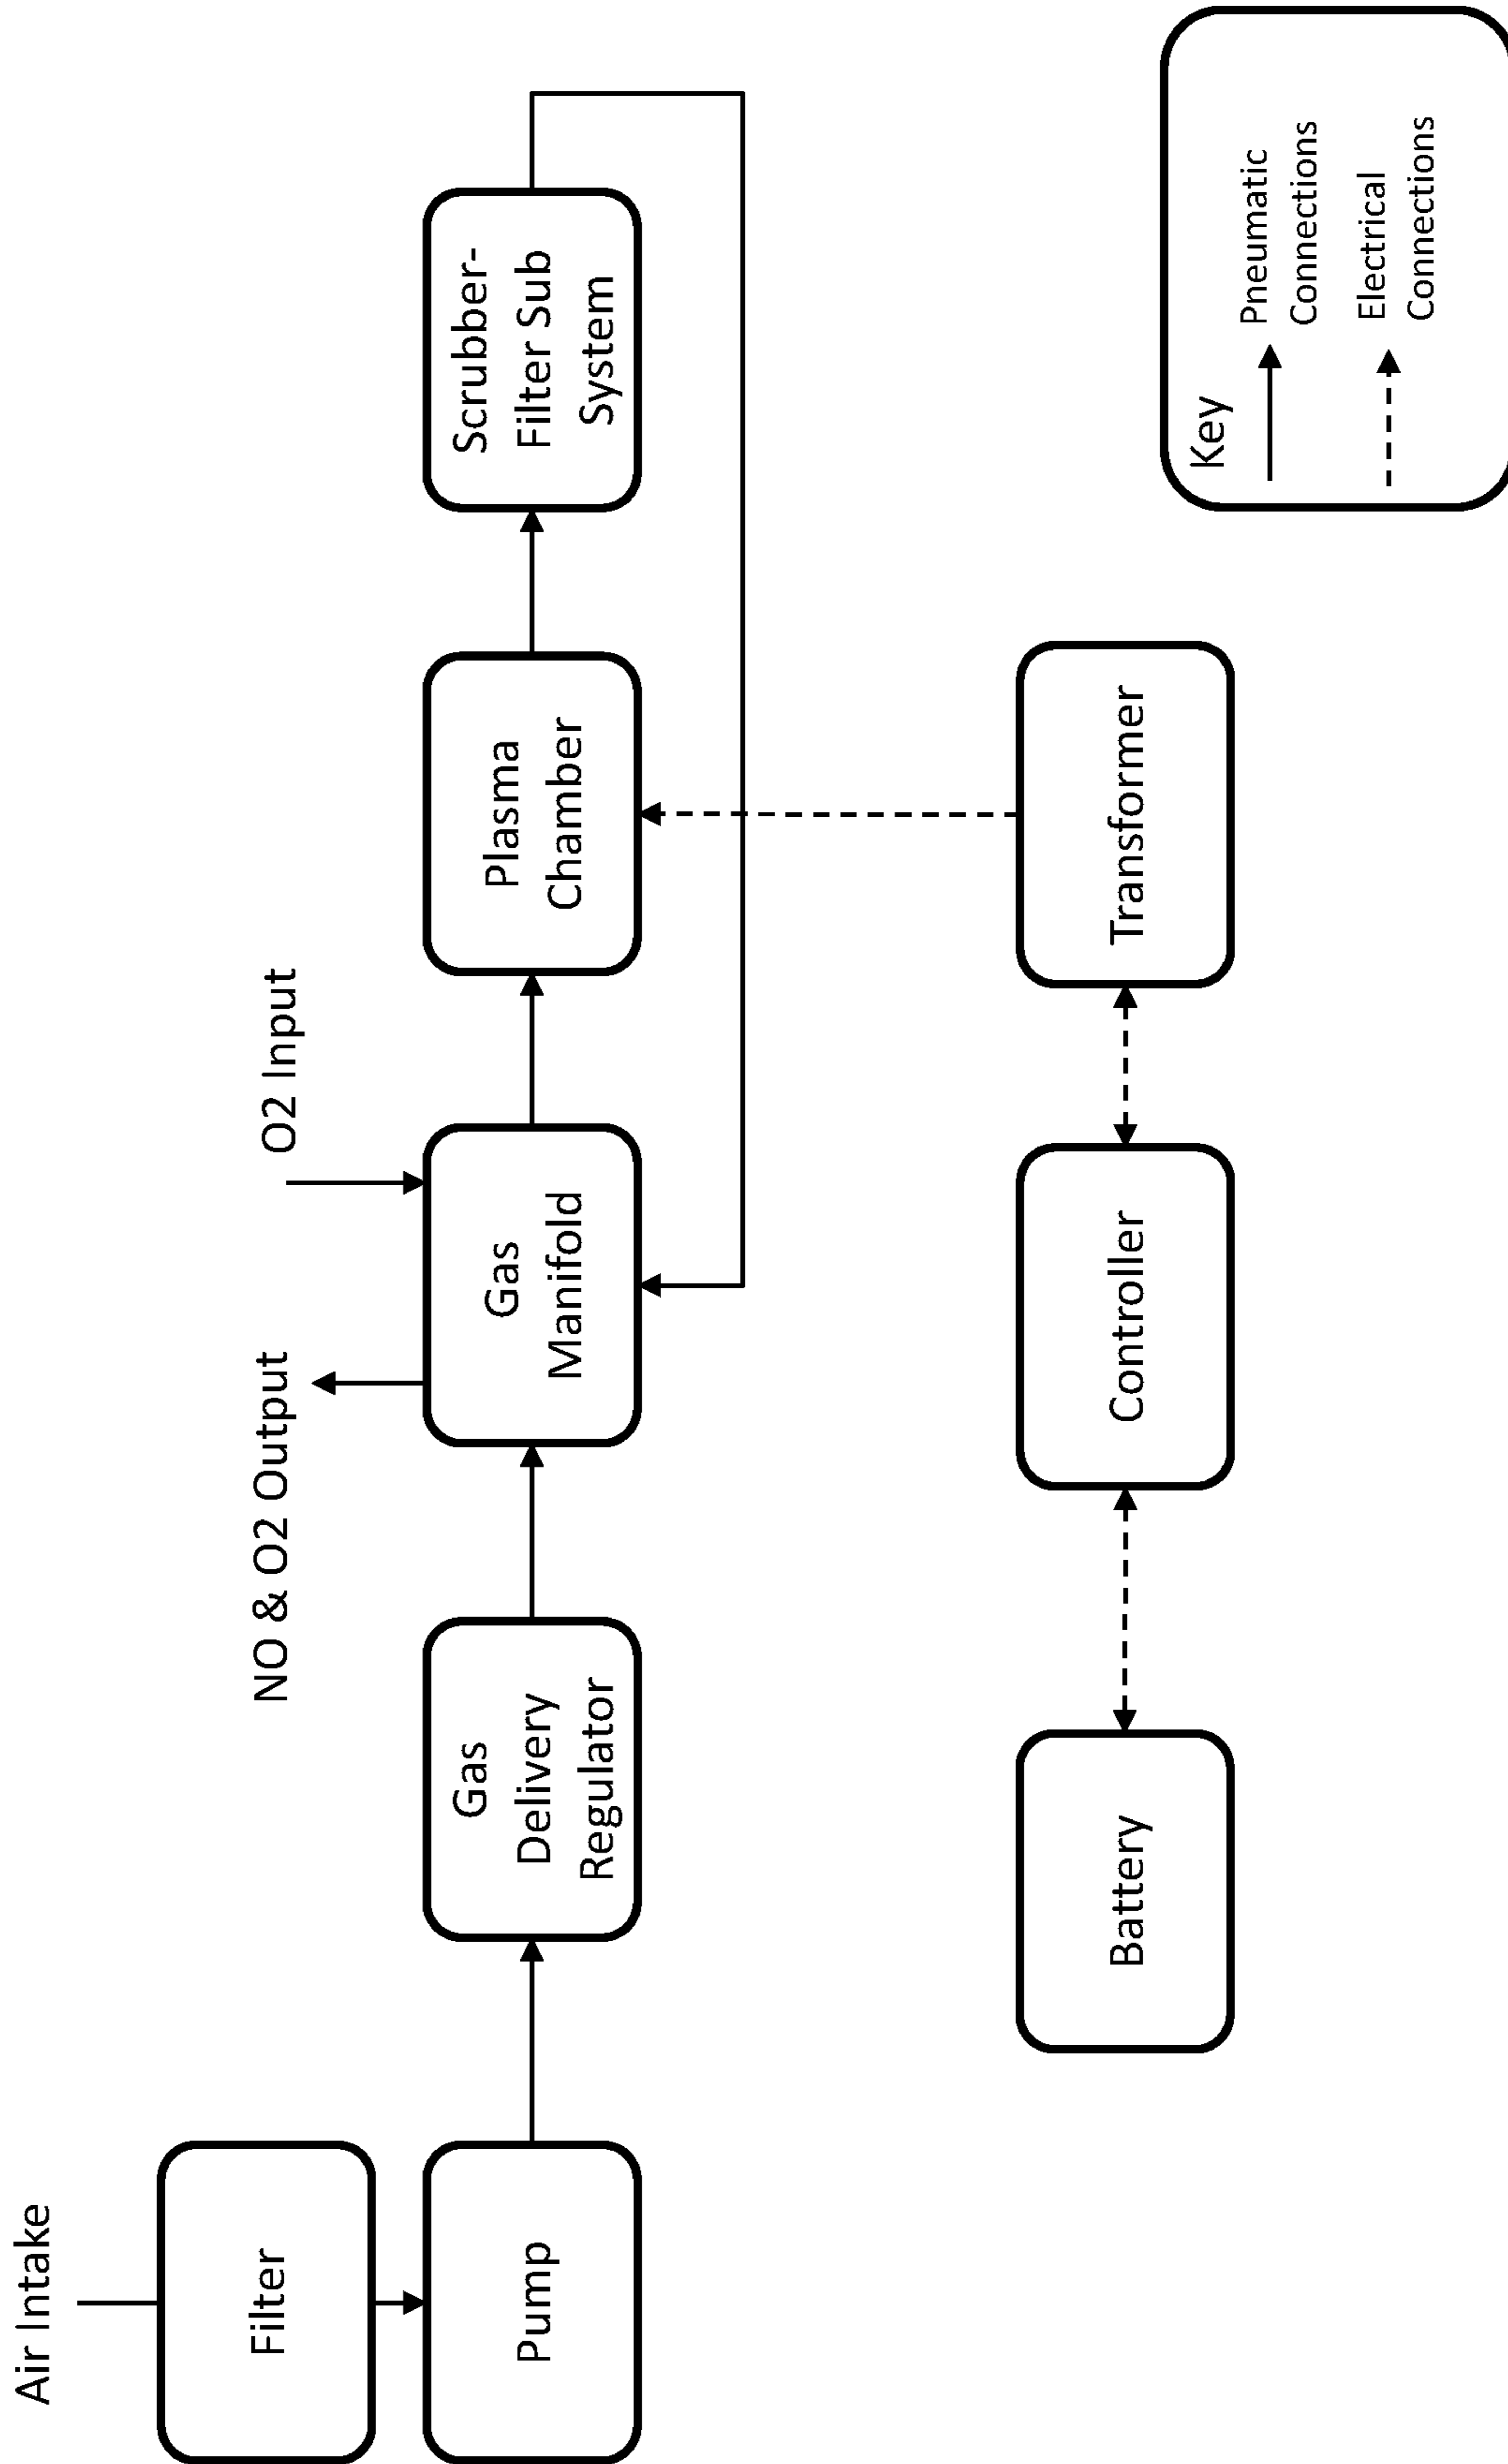 Air Intake
Filter
Pump
Gas
Delivery
Regulator
NO & O2 Output
O2 Input
Gas
Manifold
Plasma
Chamber
Scrubber-
Filter Sub
System
Battery
Controller
Transformer
Key
Pneumatic
Connections
Electrical
Connections